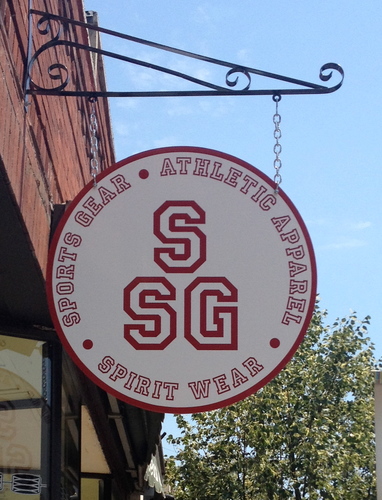 SPORTS GEAR • ATHLETIC APPAREL
S
SG
• SPIRIT WEAR •